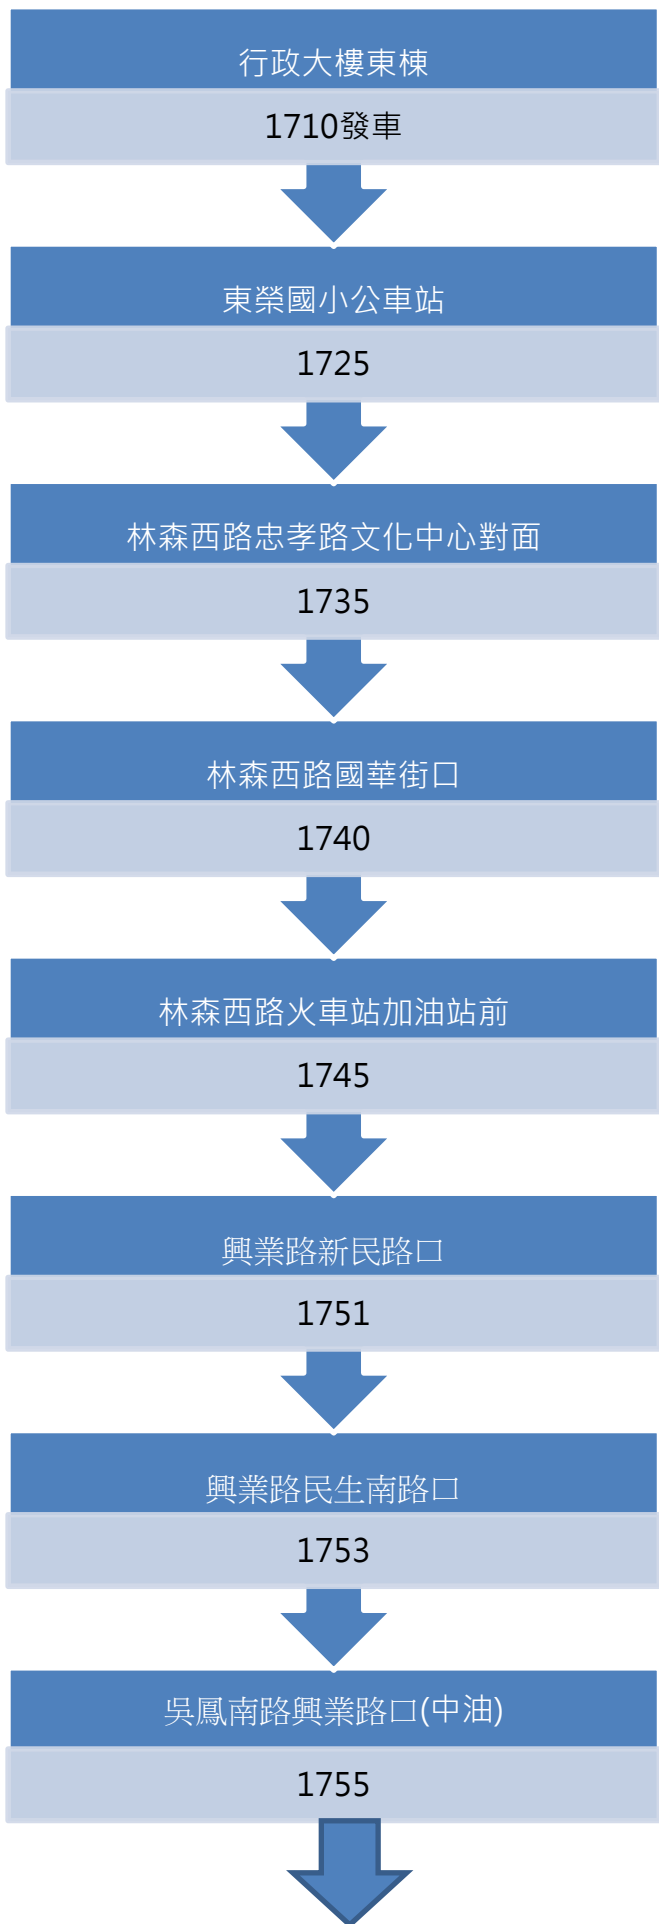 行政大樓東棟
1710發車
東榮國小公車站
1725
林森西路忠孝路文化中心對面
1735
林森西路國華街口
1740
林森西路火車站加油站前
1745
興業路新民路口
1751
興業路民生南路口
1753
吳鳳南路興業路口(中油)
1755